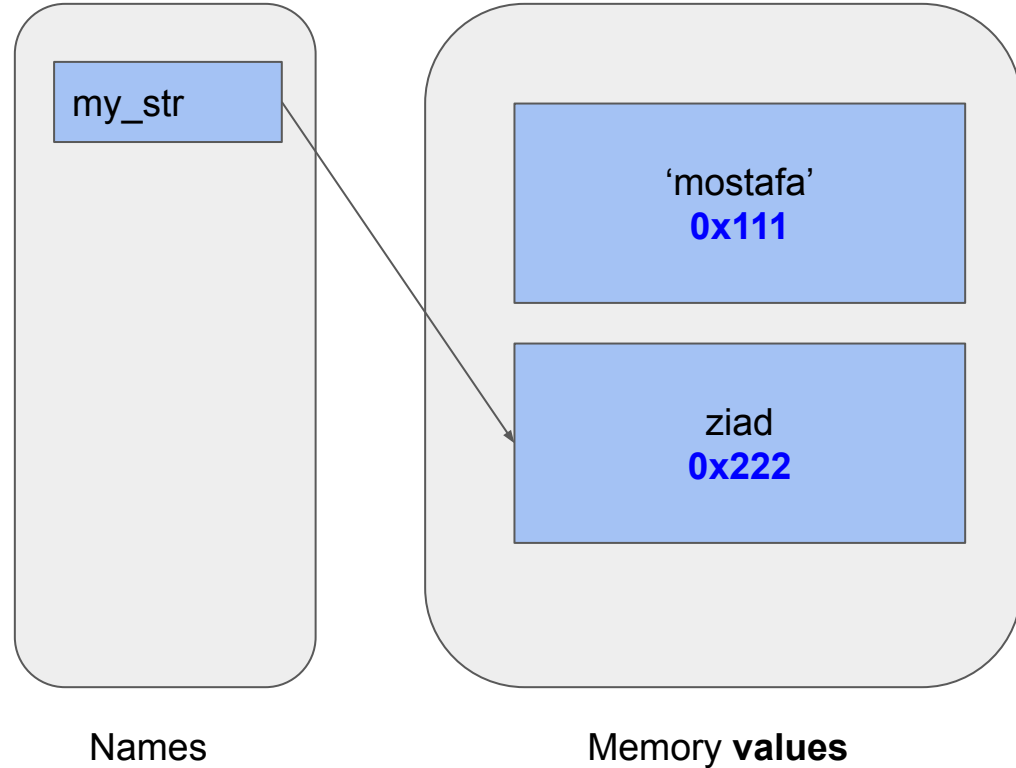 my_str
‘mostafa’
0x111
ziad
0x222
Names
Memory values